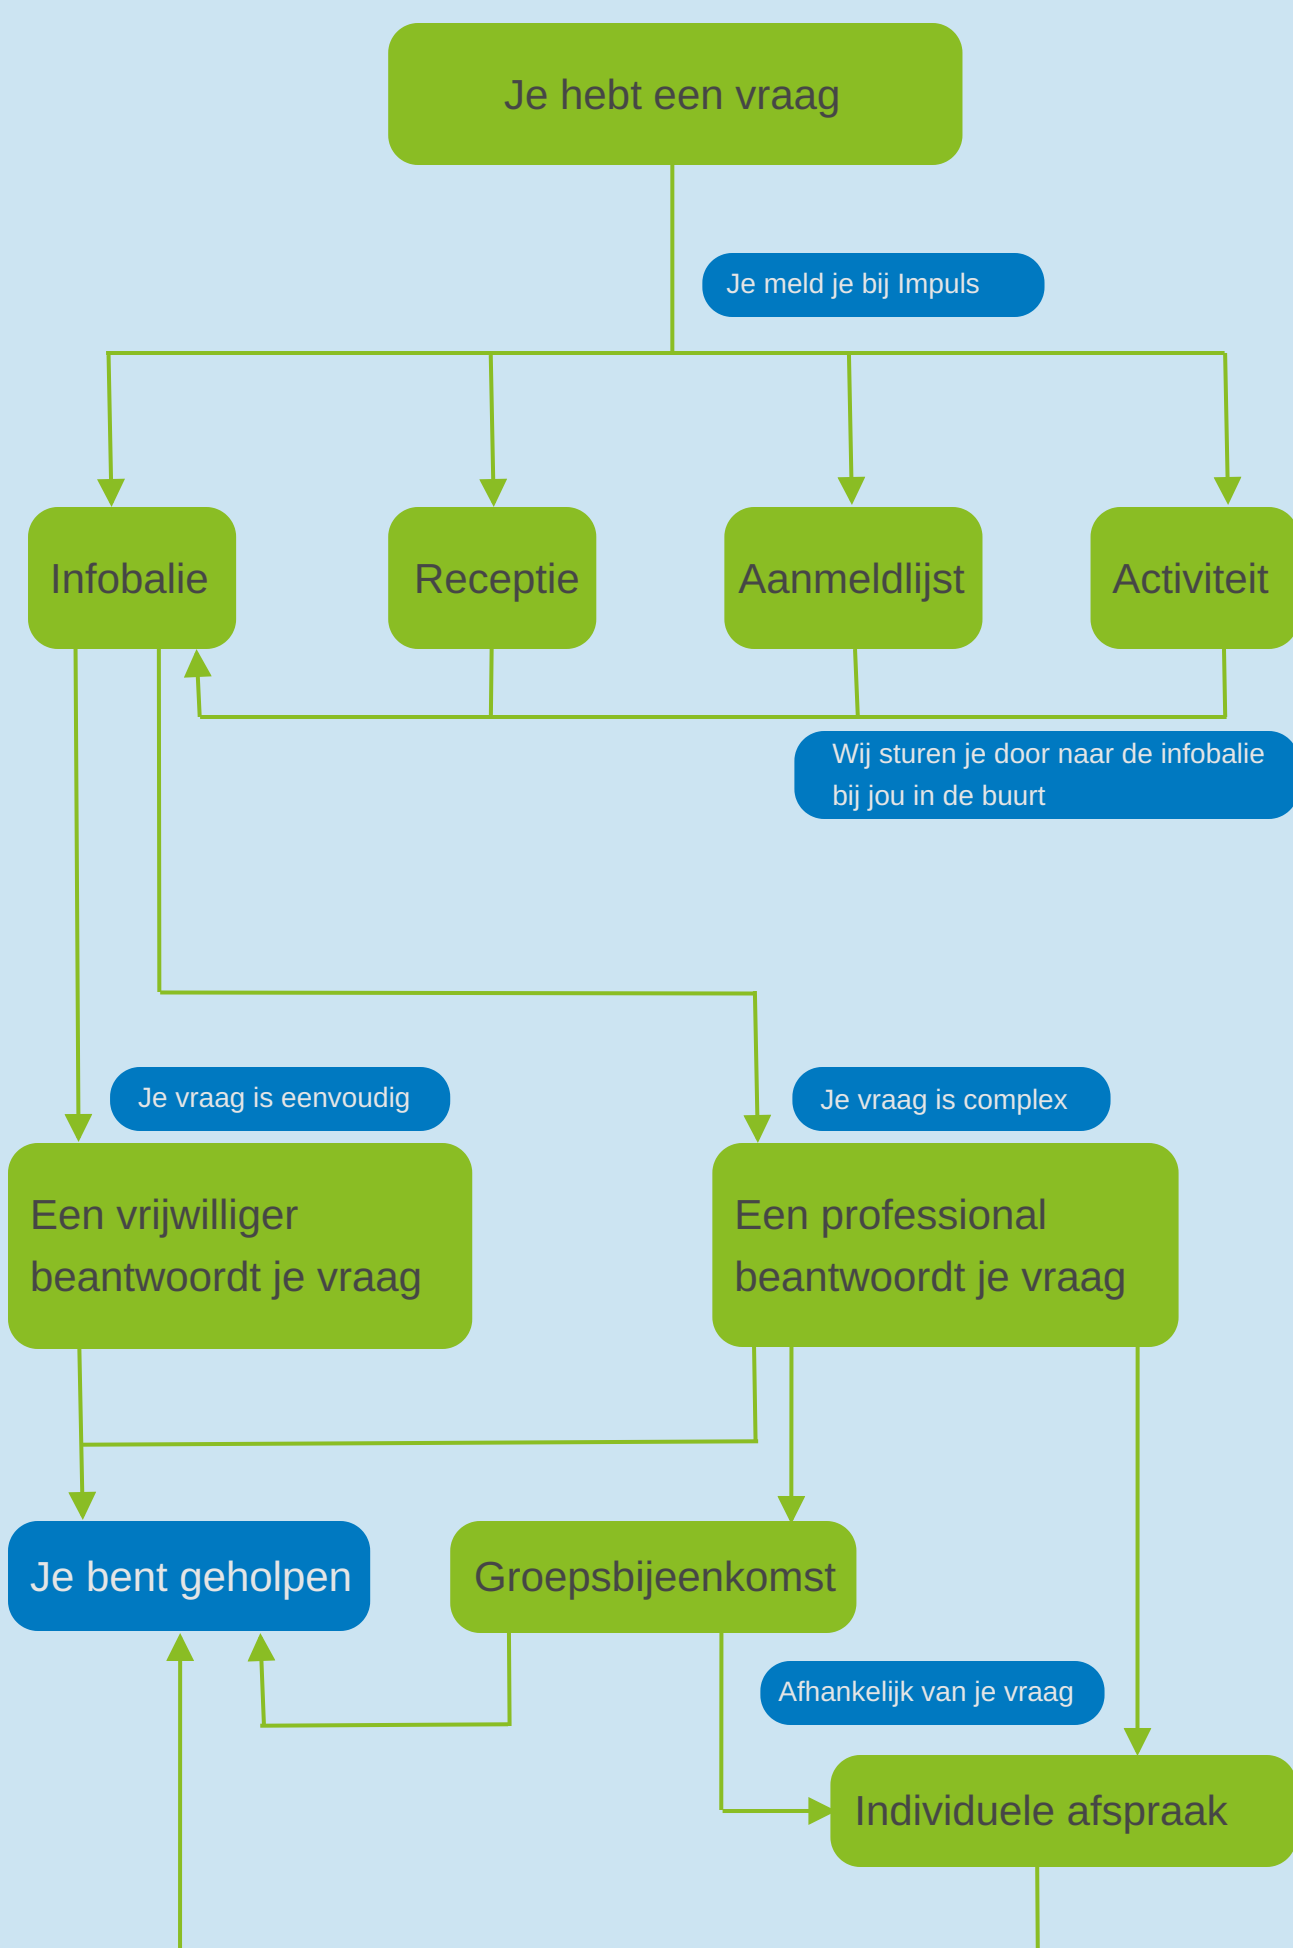 Je hebt een vraag
Je meld je bij Impuls
Infobalie
Receptie
Aanmeldlijst
Activiteit
Wij sturen je door naar de infobalie
bij jou in de buurt
Je vraag is eenvoudig
Je vraag is complex
Een vrijwilliger
beantwoordt je vraag
Een professional
beantwoordt je vraag
Je bent geholpen
Groepsbijeenkomst
Afhankelijk van je vraag
Individuele afspraak